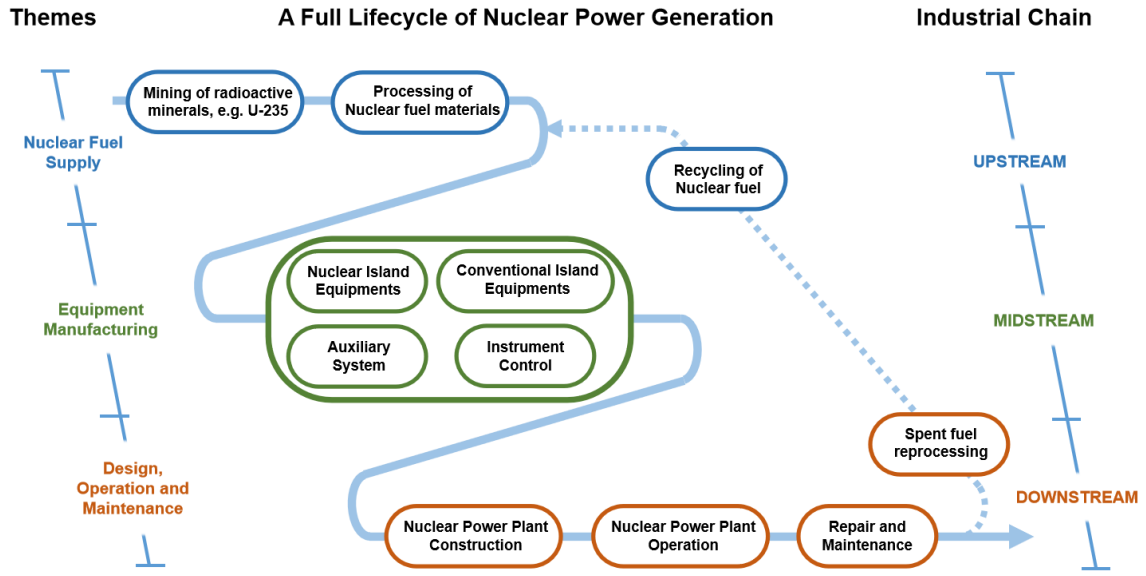 Themes
A Full Lifecycle of Nuclear Power Generation
Industrial Chain
Mining of radioactive
minerals, e.g. U-235
Processing of
Nuclear fuel materials
Nuclear Fuel
Supply
Recycling of
Nuclear fuel
UPSTREAM
Nuclear Island
Equipments
Conventional Island
Equipments
Equipment
Manufacturing
MIDSTREAM
Auxiliary
System
Instrument
Control
Spent fuel
reprocessing
Design,
Operation and
Maintenance
DOWNSTREAM
Nuclear Power Plant
Construction
Nuclear Power Plant
Operation
Repair and
Maintenance